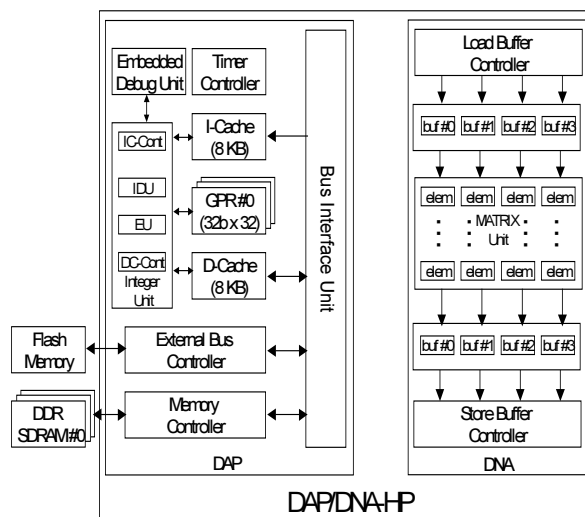 Embedded
Debug Unit
Timer
Controller
IC-Cont
IDU
EU
DC-Cont
Integer
Unit
I-Cache
(8 KB)
GPR #0
(32b x 32)
D-Cache
(8 KB)
Bus Interface Unit
Flash
Memory
External Bus
Controller
DDR
SDRAM#0
Memory
Controller
DAP
Load Buffer
Controller
buf #0 buf #1 buf #2 buf #3
elem elem elem elem
MATRIX
Unit
elem elem elem elem
buf #0 buf #1 buf #2 buf #3
Store Buffer
Controller
DNA
DAP/DNA-HP